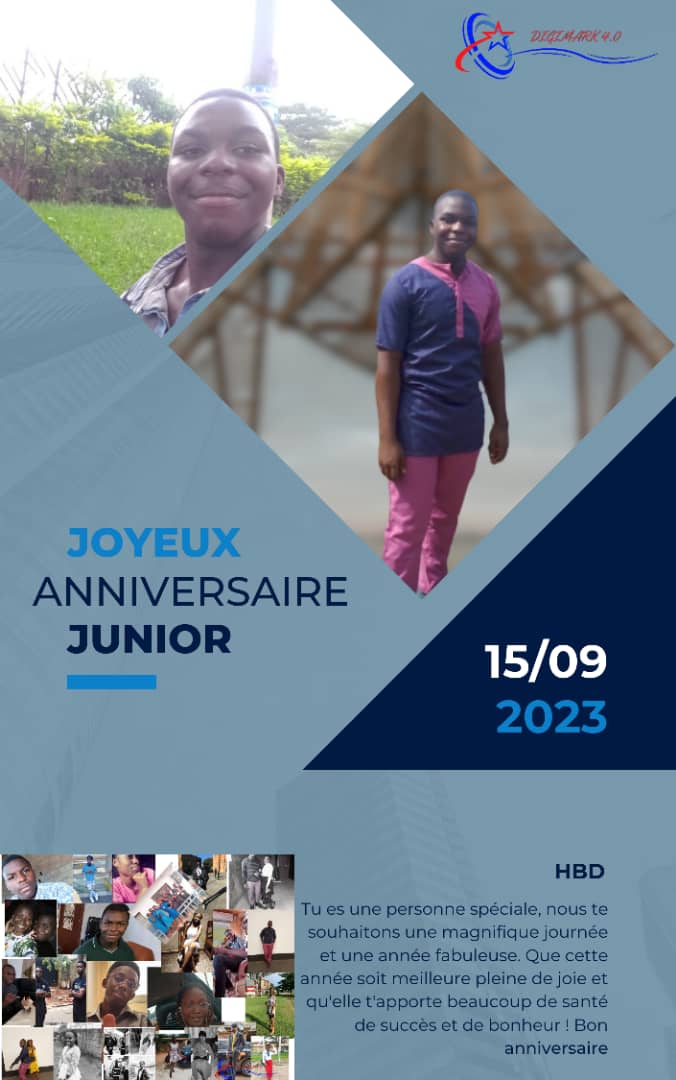 DIGIMARK 4.0
JOYEUX
ANNIVERSAIRE
JUNIOR
15/09
2023
HBD
Tu es une personne spéciale, nous te
souhaitons une magnifique journée
et une année fabuleuse. Que cette
année soit meilleure pleine de joie et
qu'elle t'apporte beaucoup de santé
de succès et de bonheur ! Bon
anniversaire